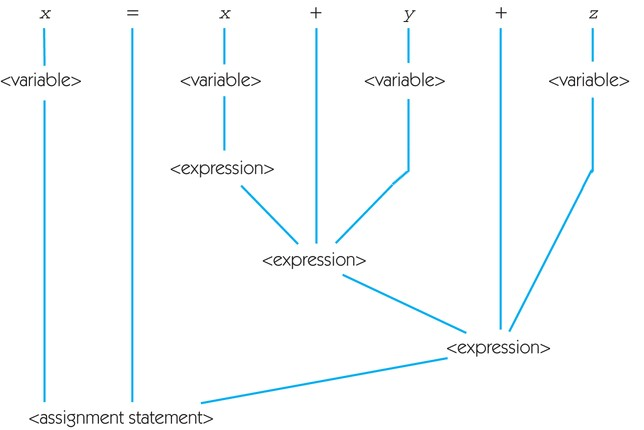 x = x + y + z
<variable> <variable> <variable> <variable>
<expression>
<expression>
<expression>
<assignment statement>